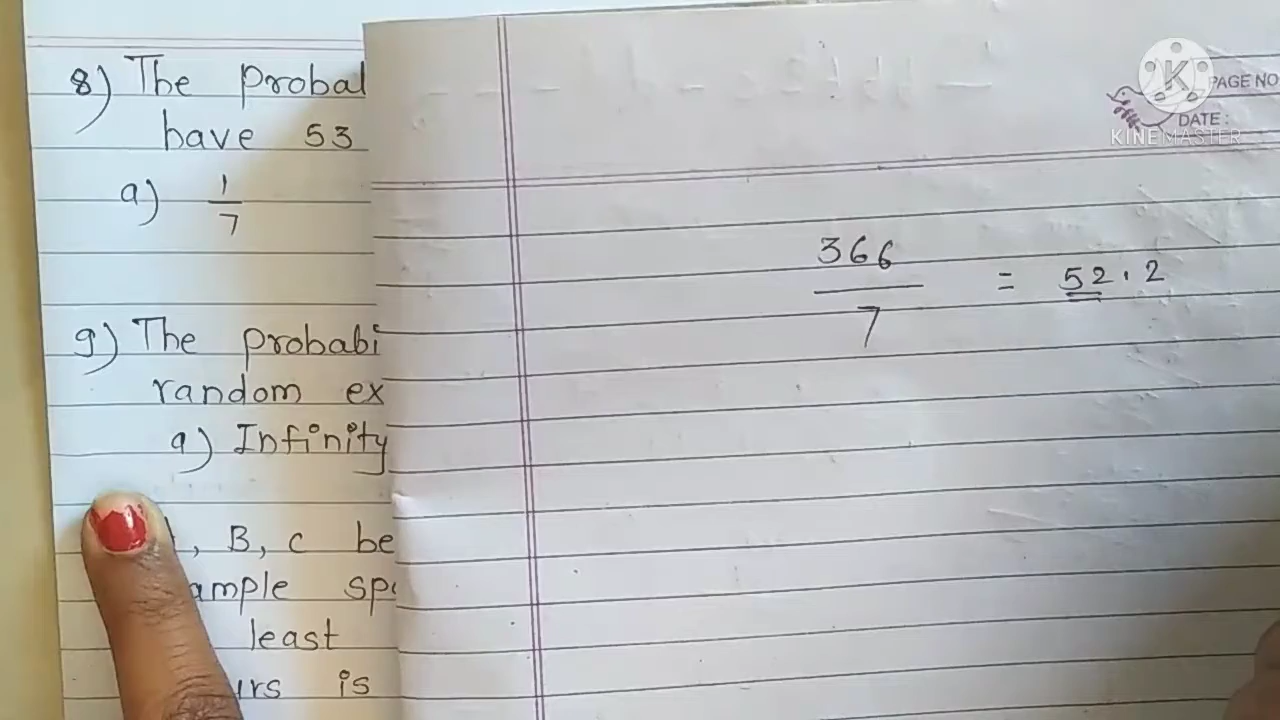 8) The probal
have 53
a) 1/7
9) The probabi
random ex
a) Infinity
, B, C be
ample sp
least
urs is
366/7 = 52.2
K
PAGE NO
DATE:
KINEMASTER